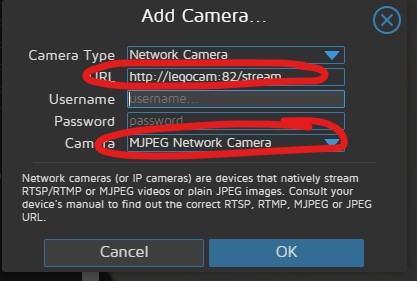 Add Camera...
Camera Type Network Camera
URL http://leqocam:82/stream
Username username...
Password password...
Camera MJPEG Network Camera
Network cameras (or IP cameras) are devices that natively stream
RTSP/RTMP or MJPEG videos or plain JPEG images. Consult your
device's manual to find out the correct RTSP, RTMP, MJPEG or JPEG
URL.
Cancel OK